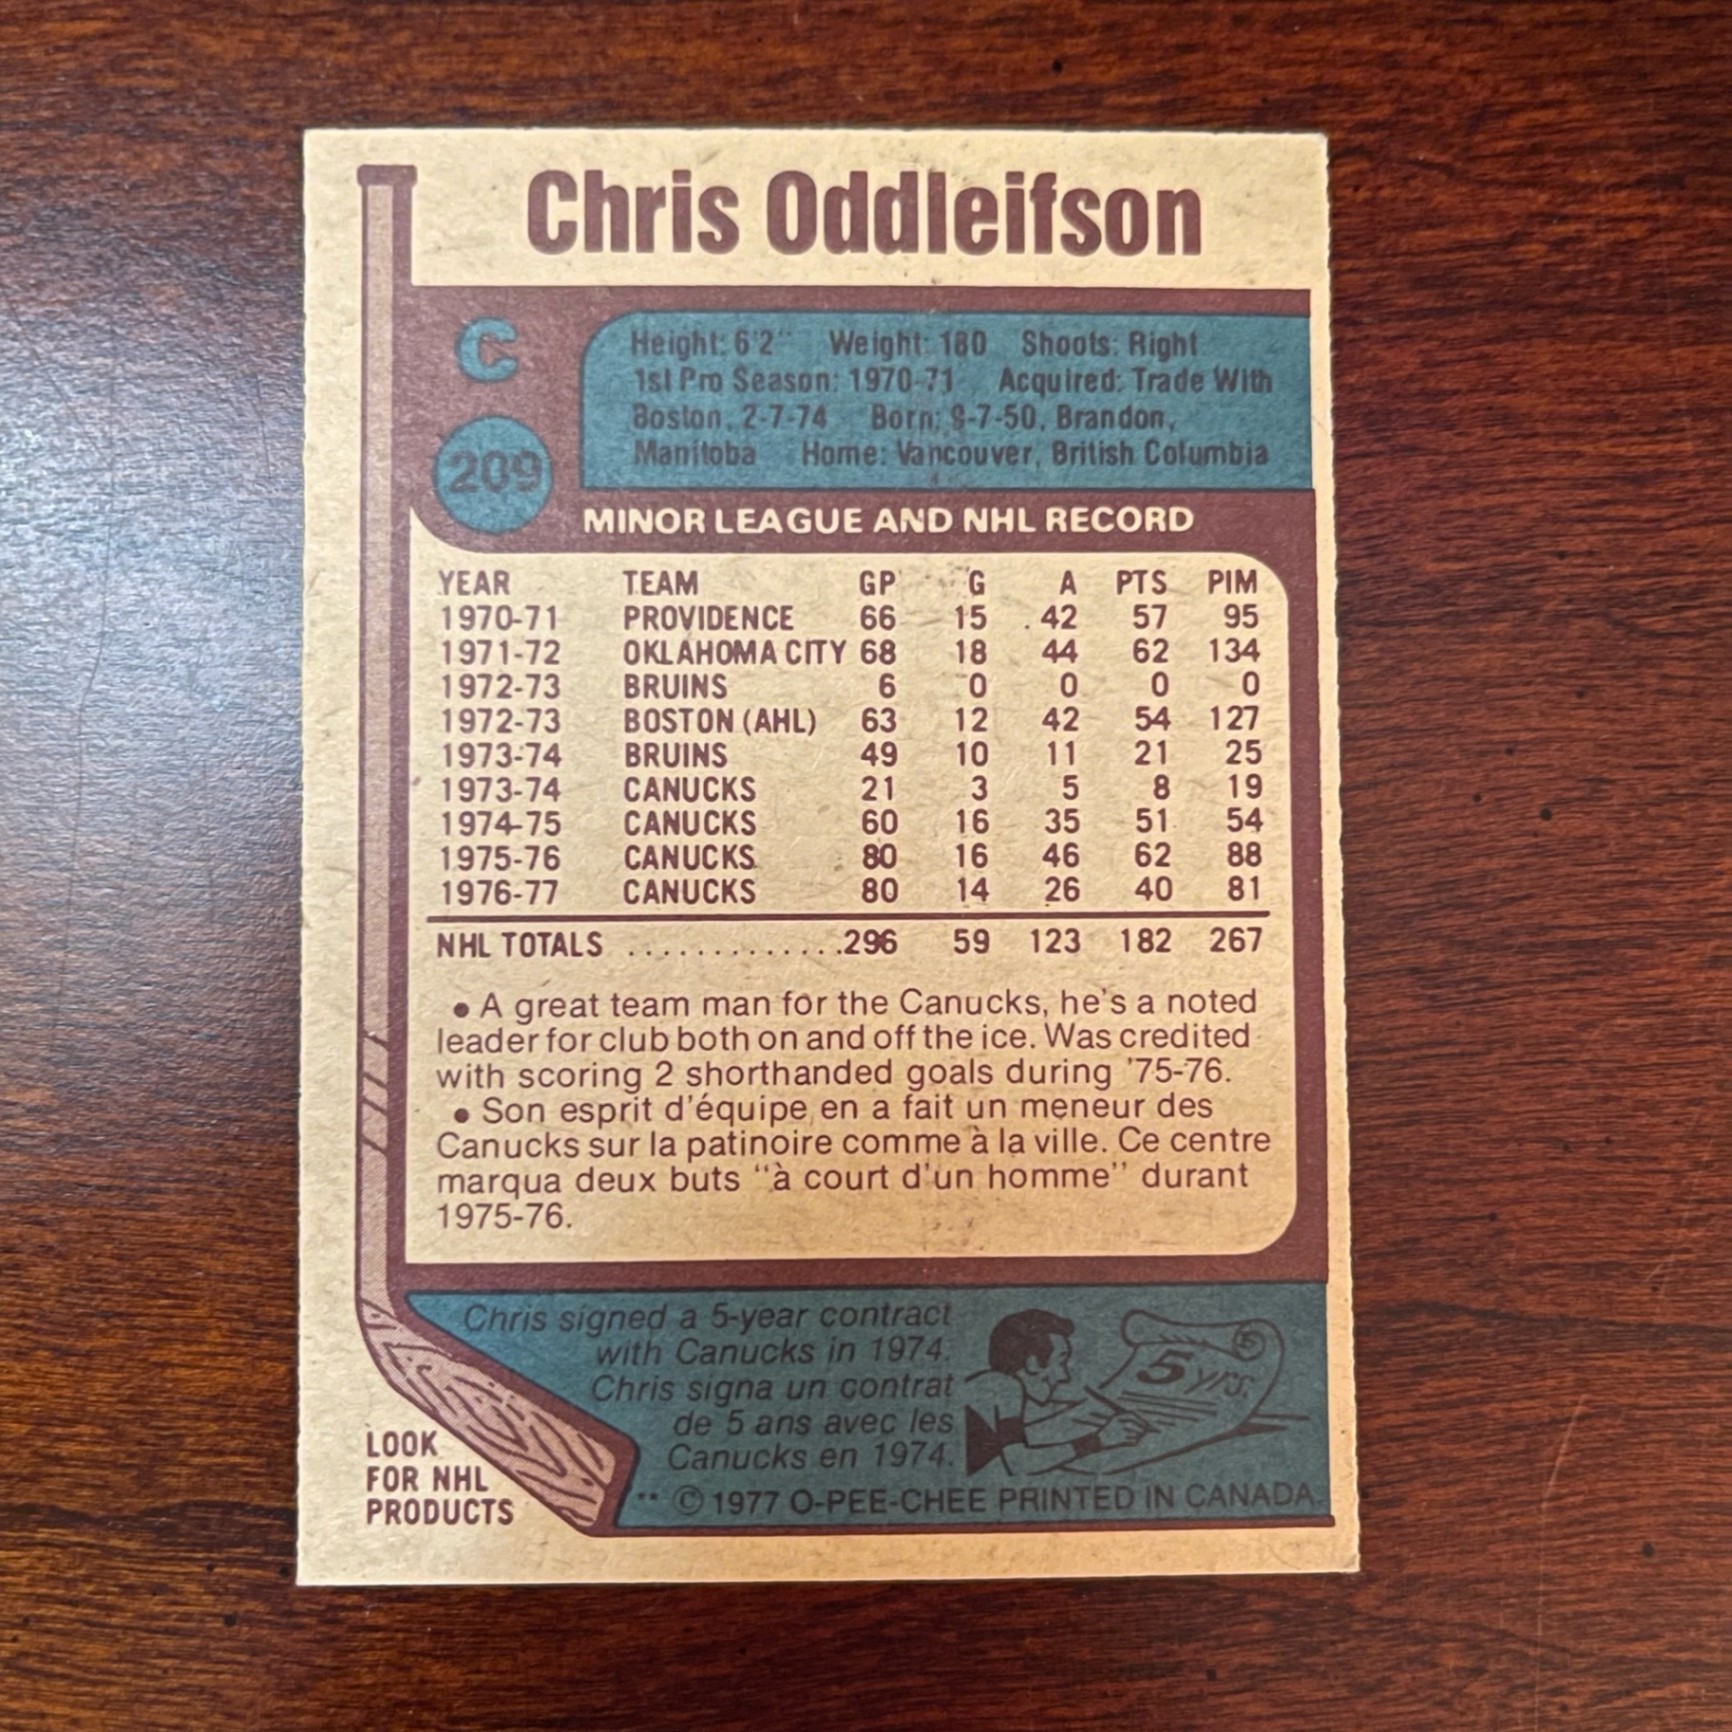 Chris Oddleifson
C
209
Height: 6'2" Weight: 180 Shoots: Right
1st Pro Season: 1970-71 Acquired: Trade With
Boston, 2-7-74 Born: 9-7-50, Brandon,
Manitoba Home: Vancouver, British Columbia
MINOR LEAGUE AND NHL RECORD
YEAR TEAM GP G A PTS PIM
1970-71 PROVIDENCE 66 15 42 57 95
1971-72 OKLAHOMA CITY 68 18 44 62 134
1972-73 BRUINS 6 0 0 0 0
1972-73 BOSTON (AHL) 63 12 42 54 127
1973-74 BRUINS 49 10 11 21 25
1973-74 CANUCKS 21 3 5 8 19
1974-75 CANUCKS 60 16 35 51 54
1975-76 CANUCKS 80 16 46 62 88
1976-77 CANUCKS 80 14 26 40 81
NHL TOTALS ..............296 59 123 182 267
• A great team man for the Canucks, he's a noted
leader for club both on and off the ice. Was credited
with scoring 2 shorthanded goals during '75-76.
• Son esprit d'équipe en a fait un meneur des
Canucks sur la patinoire comme à la ville. Ce centre
marqua deux buts "à court d'un homme" durant
1975-76.
Chris signed a 5-year contract
with Canucks in 1974.
Chris signa un contrat
de 5 ans avec les
Canucks en 1974.
5 yrs.
** © 1977 O-PEE-CHEE PRINTED IN CANADA
LOOK
FOR NHL
PRODUCTS